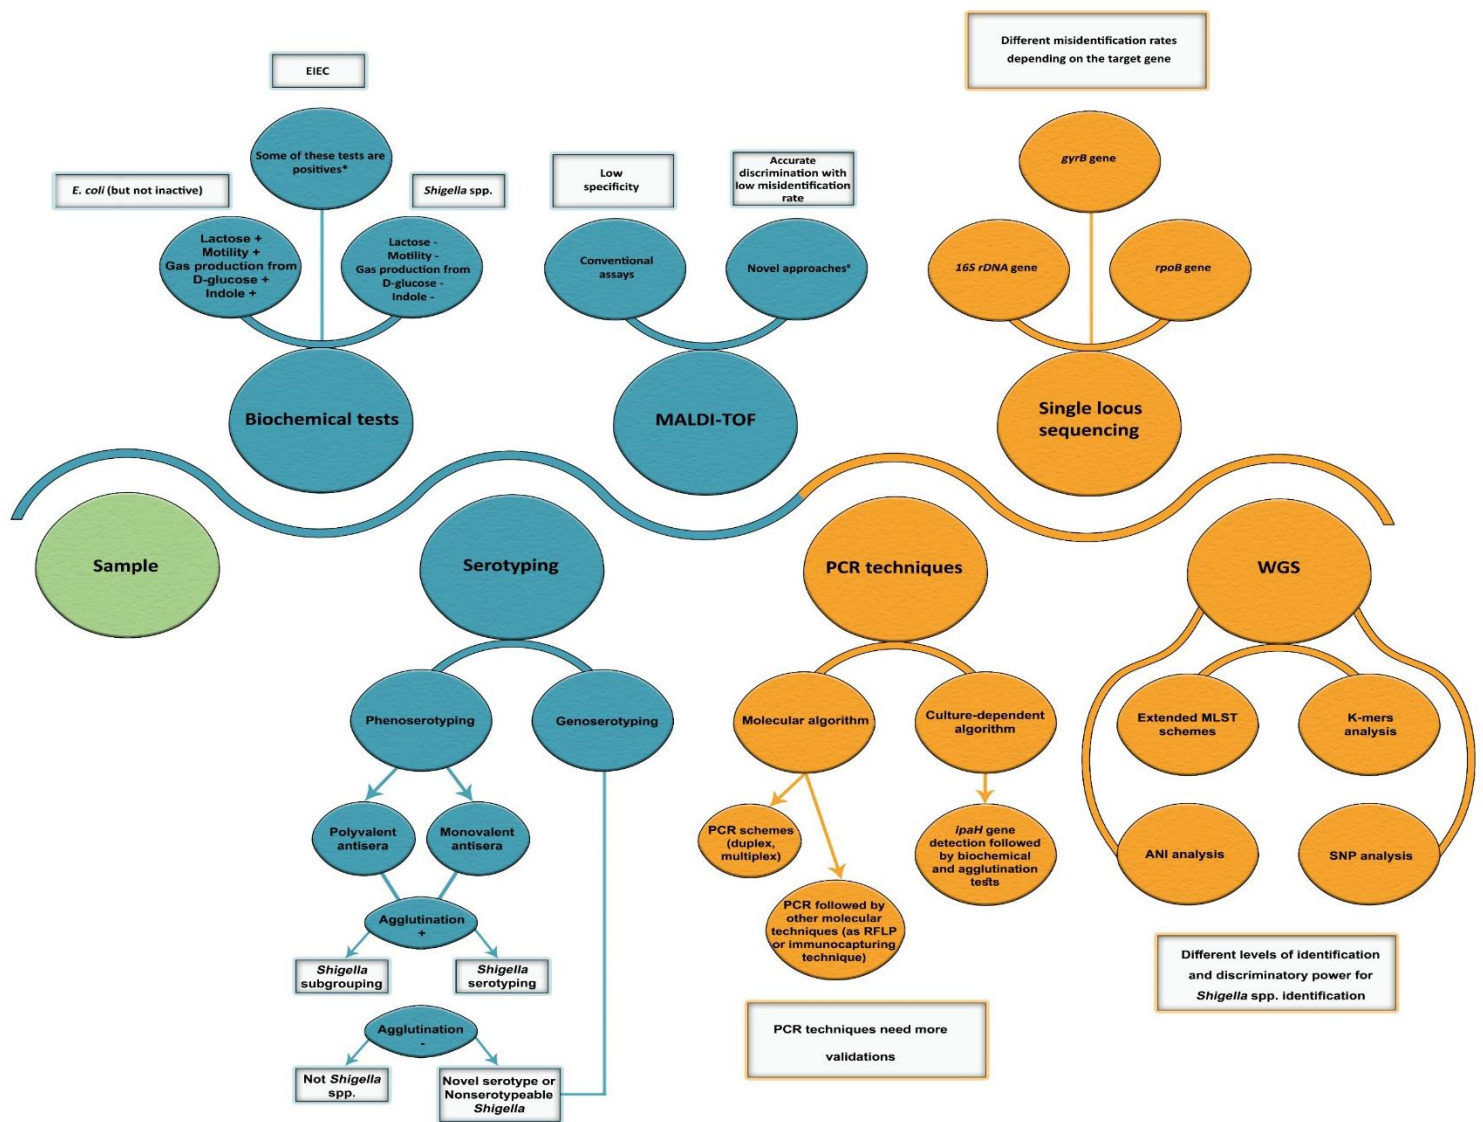 EIEC
Some of these tests are
positives*
E. coli (but not inactive)
Lactose +
Motility +
Gas production from
D-glucose +
Indole +
Shigella spp.
Lactose -
Motility -
Gas production from
D-glucose -
Indole -
Biochemical tests
Low
specificity
Conventional
assays
Accurate
discrimination with
low misidentification
rate
Novel approaches#
MALDI-TOF
Different misidentification rates
depending on the target gene
gyrB gene
16S rDNA gene
rpoB gene
Single locus
sequencing
Sample
Serotyping
Phenoserotyping
Genoserotyping
Polyvalent
antisera
Monovalent
antisera
Agglutination
+
Shigella
subgrouping
Shigella
serotyping
Agglutination
-
Not Shigella
spp.
Novel serotype or
Nonserotypeable
Shigella
PCR techniques
Molecular algorithm
Culture-dependent
algorithm
PCR schemes
(duplex,
multiplex)
ipaH gene
detection followed
by biochemical
and agglutination
tests
PCR followed by
other molecular
techniques (as RFLP
or immunocapturing
technique)
PCR techniques need more
validations
WGS
Extended MLST
schemes
K-mers
analysis
ANI analysis
SNP analysis
Different levels of identification
and discriminatory power for
Shigella spp. identification